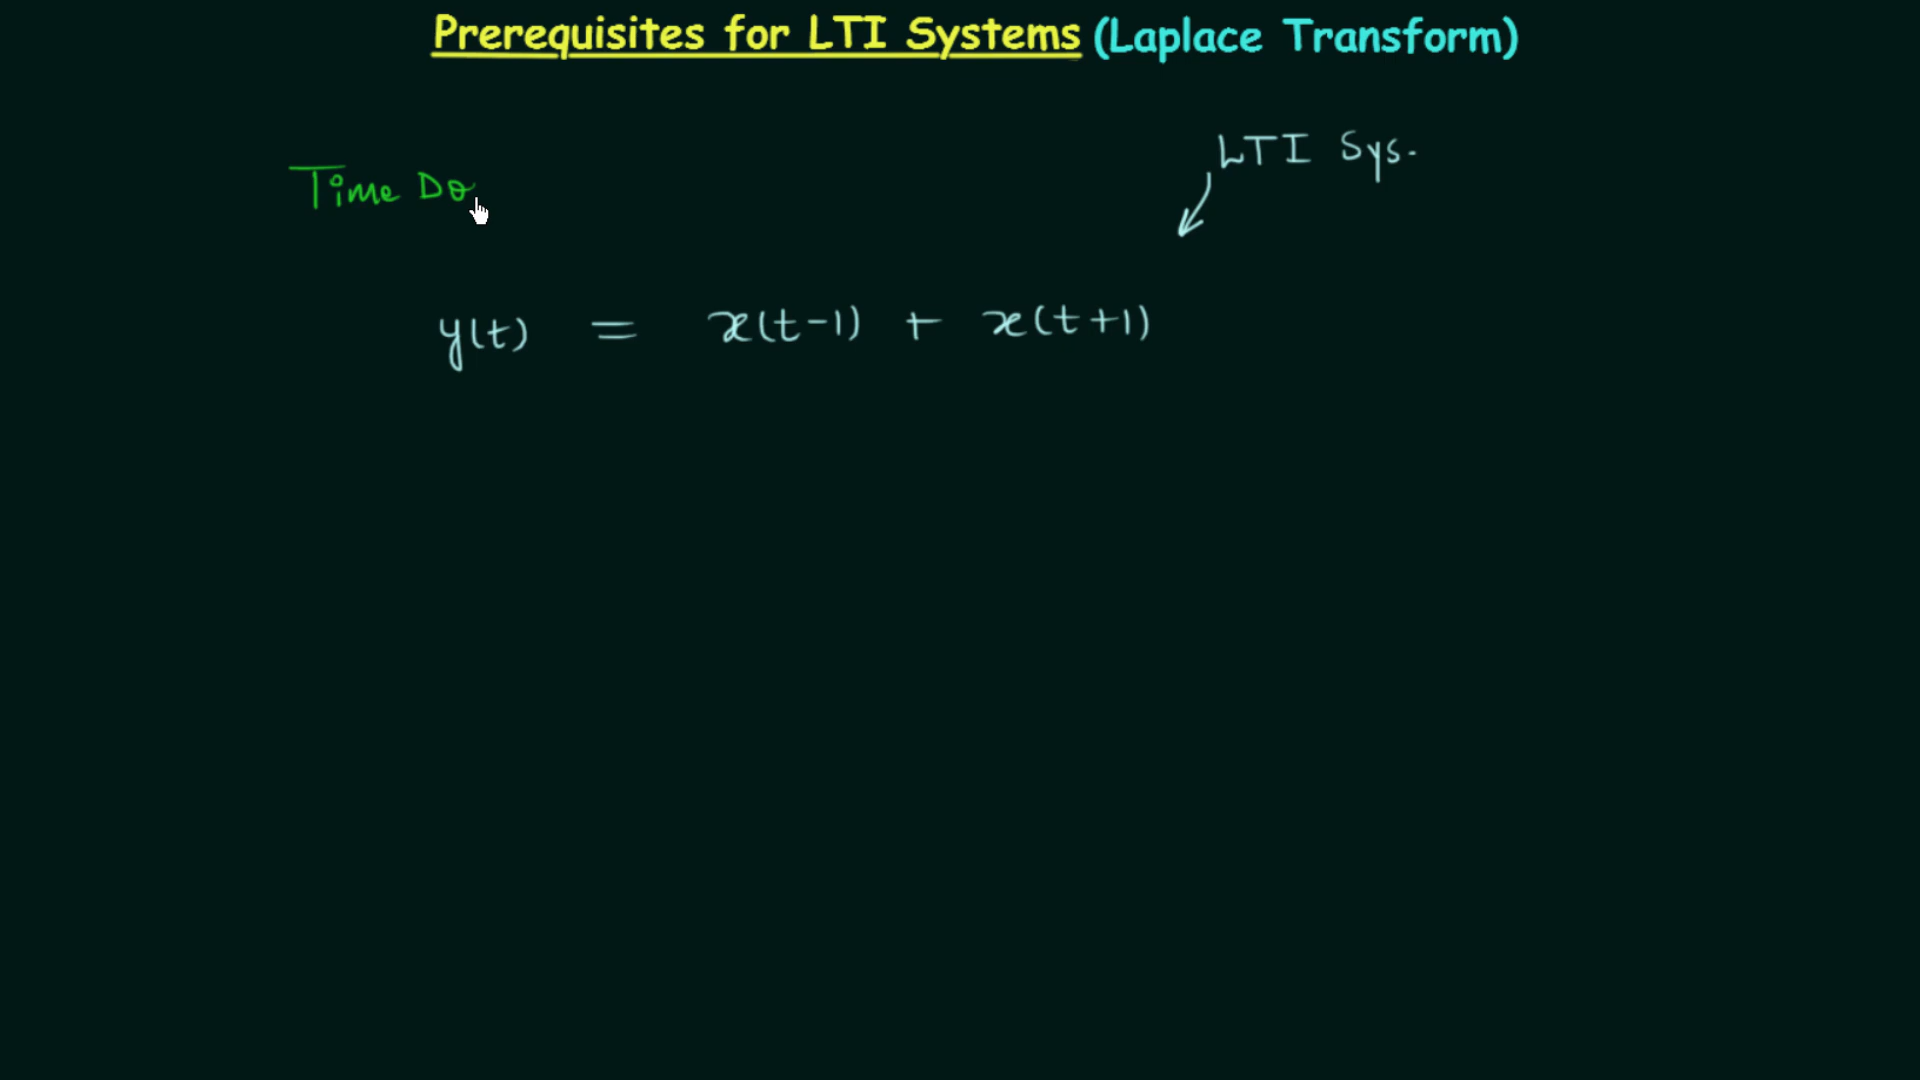 Prerequisites for LTI Systems (Laplace Transform)
LTI Sys.
Time Do
y(t) = x(t-1) + x(t+1)